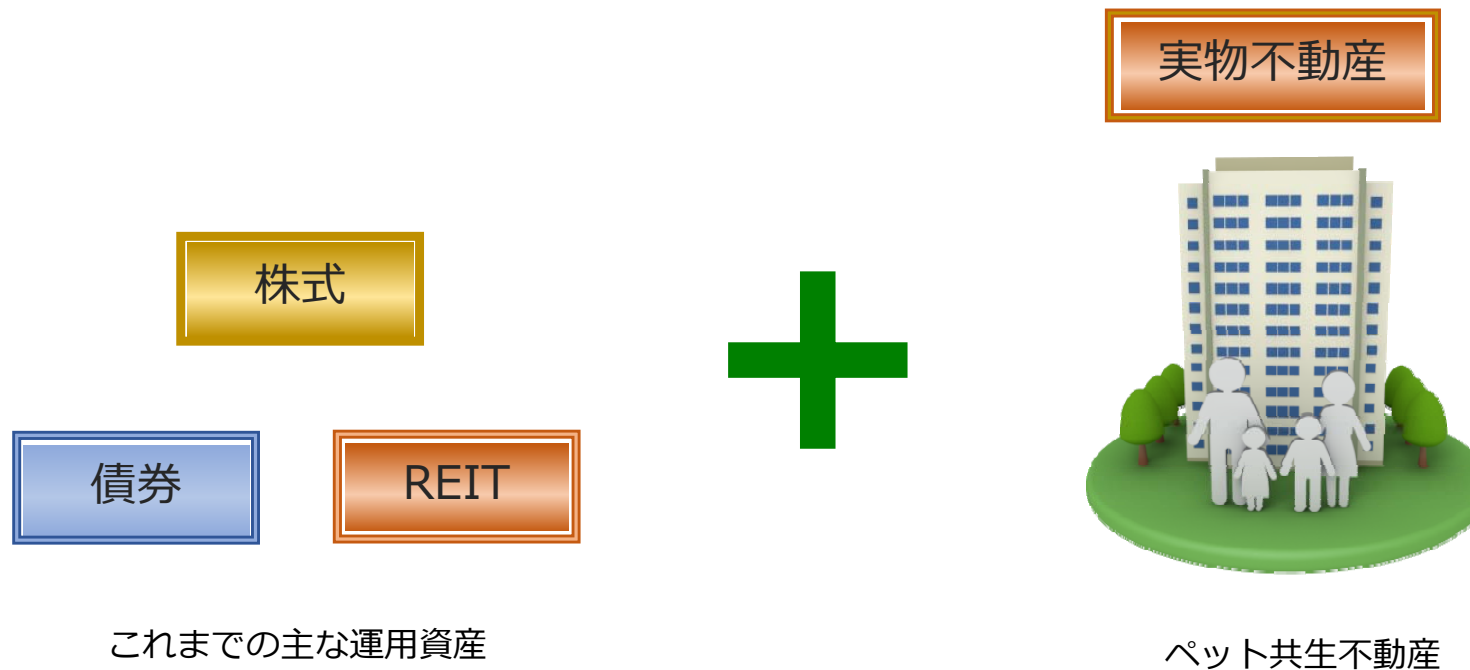 実物不動産
株式
債券
REIT
これまでの主な運用資産
ペット共生不動産